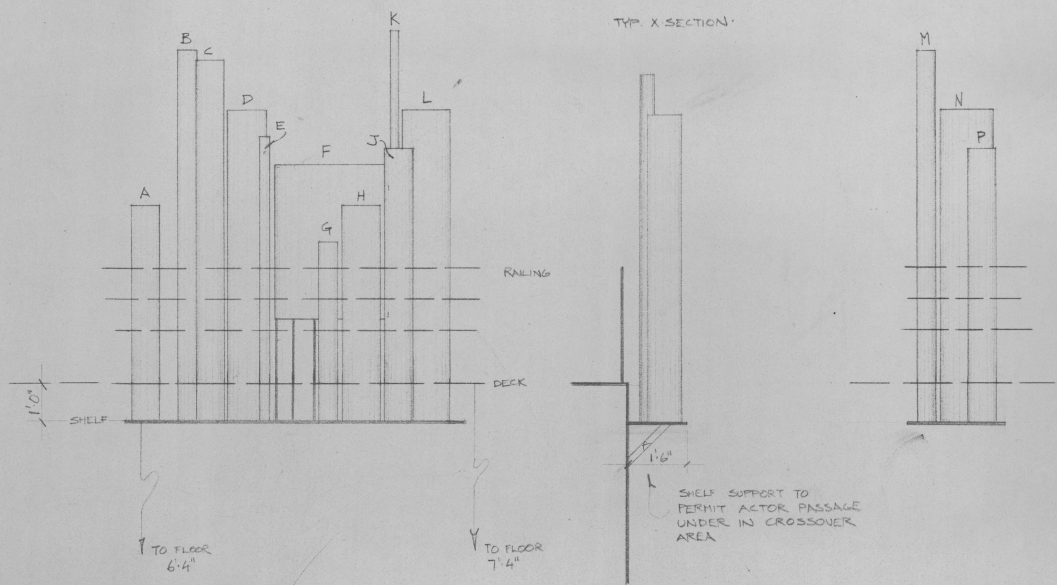 TYP. X-SECTION.
K
B
C
M
D
L
N
E
J
P
F
A
H
G
RAILING
DECK
1'0"
SHELF
1'6"
SHELF SUPPORT TO
PERMIT ACTOR PASSAGE
UNDER IN CROSSOVER
AREA
TO FLOOR
6'-4"
TO FLOOR
7'-4"